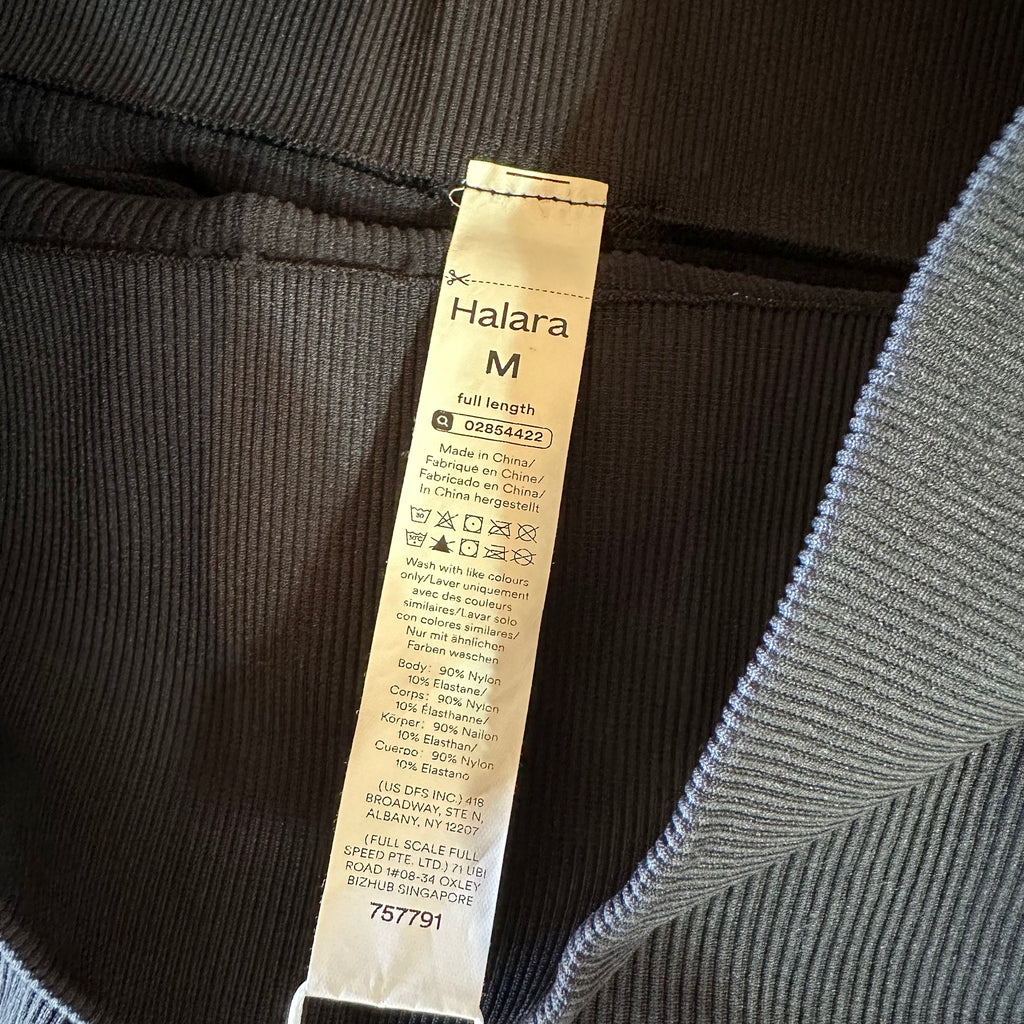 Halara
M
full length
02854422
Made in China/
Fabriqué en Chine/
Fabricado en China/
In China hergestellt
30
30°C
Wash with like colours
only/Laver uniquement
avec des couleurs
similaires/Lavar solo
con colores similares/
Nur mit ähnlichen
Farben waschen
Body: 90% Nylon
10% Elastane/
Corps: 90% Nylon
10% Élasthanne/
Körper: 90% Nailon
10% Elasthan/
Cuerpo: 90% Nylon
10% Elastano
(US DFS INC.) 418
BROADWAY, STE N,
ALBANY, NY 12207
(FULL SCALE FULL
SPEED PTE. LTD.) 71 UBI
ROAD 1#08-34 OXLEY
BIZHUB SINGAPORE
757791